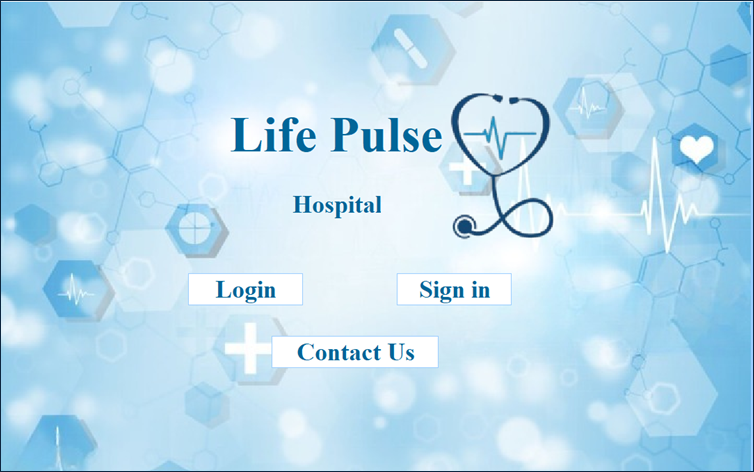 Life Pulse
Hospital
Login
Sign in
Contact Us